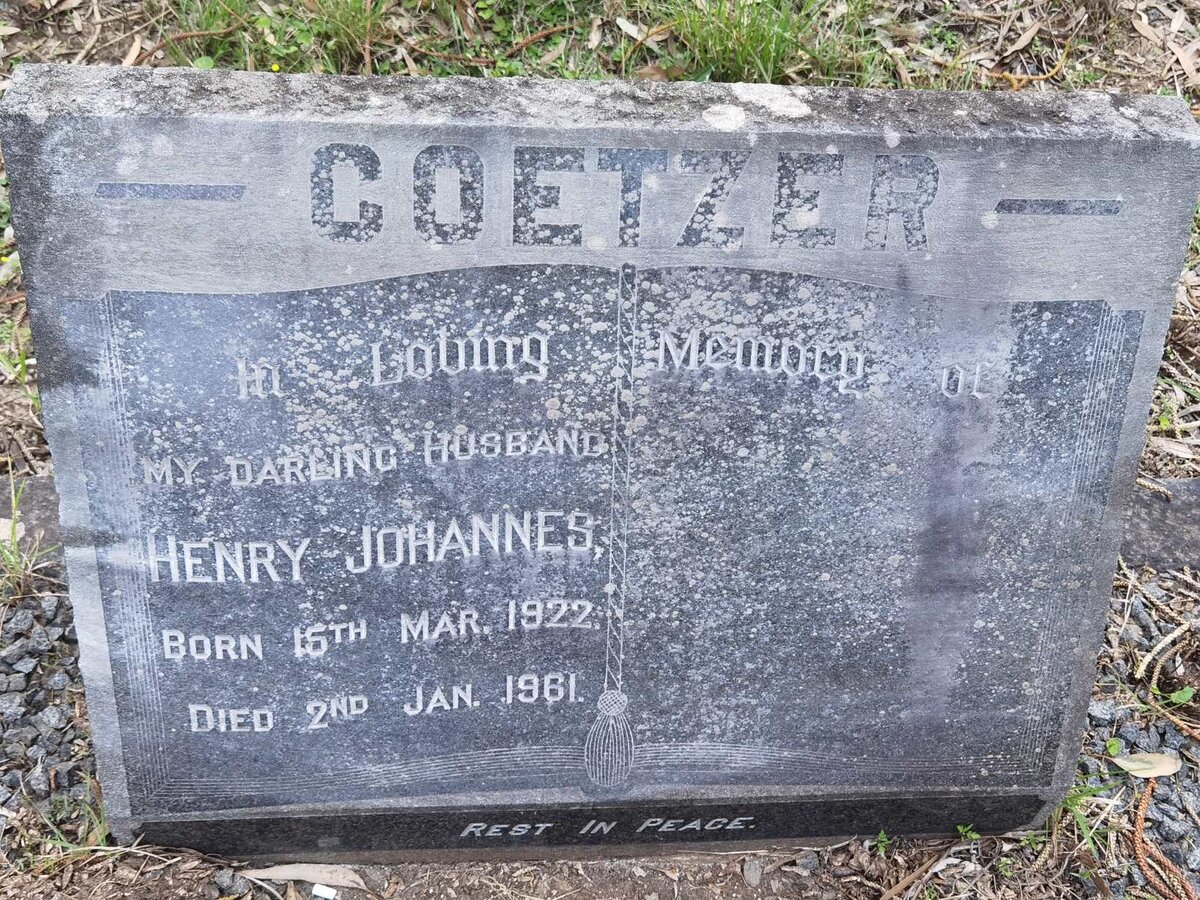 COETZER
In Loving Memory of
MY DARLING HUSBAND
HENRY JOHANNES,
BORN 15TH MAR. 1922.
DIED 2ND JAN. 1961.
REST IN PEACE.